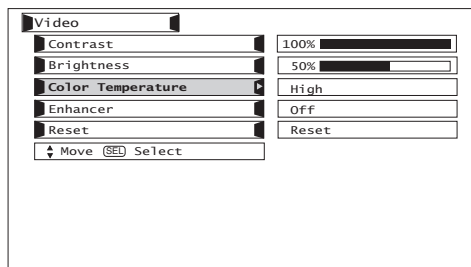 Video
Contrast 100%
Brightness 50%
Color Temperature High
Enhancer Off
Reset Reset
Move SEL Select